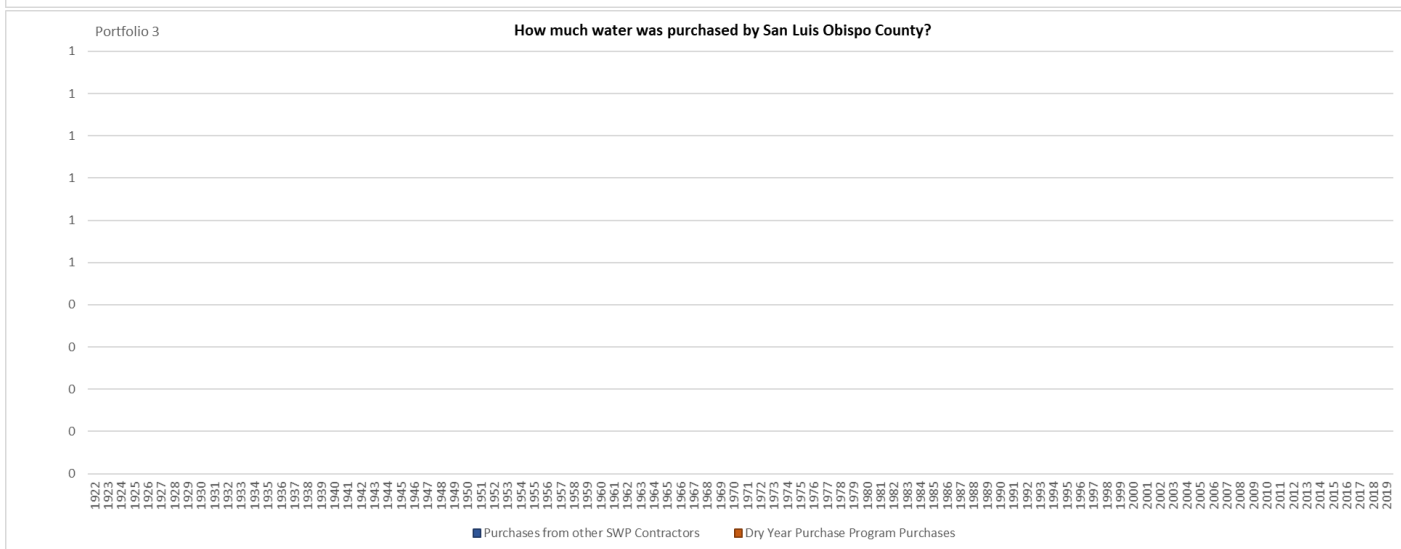 Portfolio 3
How much water was purchased by San Luis Obispo County?
1
1
1
1
1
1
0
0
0
0
0
1922 1923 1924 1925 1926 1927 1928 1929 1930 1931 1932 1933 1934 1935 1936 1937 1938 1939 1940 1941 1942 1943 1944 1945 1946 1947 1948 1949 1950 1951 1952 1953 1954 1955 1956 1957 1958 1959 1960 1961 1962 1963 1964 1965 1966 1967 1968 1969 1970 1971 1972 1973 1974 1975 1976 1977 1978 1979 1980 1981 1982 1983 1984 1985 1986 1987 1988 1989 1990 1991 1992 1993 1994 1995 1996 1997 1998 1999 2000 2001 2002 2003 2004 2005 2006 2007 2008 2009 2010 2011 2012 2013 2014 2015 2016 2017 2018 2019
Purchases from other SWP Contractors Dry Year Purchase Program Purchases